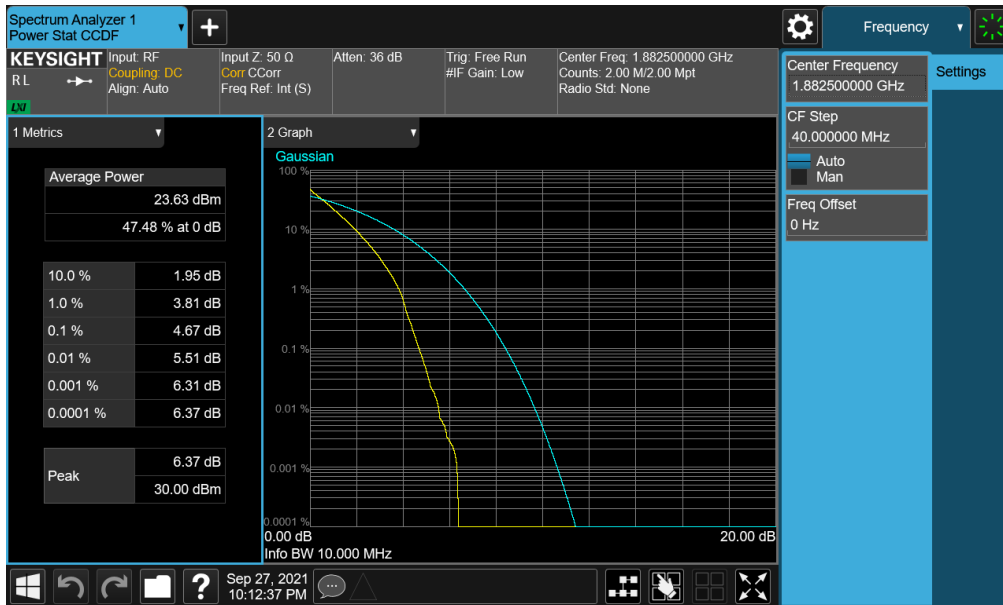 Spectrum Analyzer 1
Power Stat CCDF
+
Frequency
KEYSIGHT
R L
LXI
Input: RF
Coupling: DC
Align: Auto
Input Z: 50 Ω
Corr CCorr
Freq Ref: Int (S)
Atten: 36 dB
Trig: Free Run
#IF Gain: Low
Center Freq: 1.882500000 GHz
Counts: 2.00 M/2.00 Mpt
Radio Std: None
Center Frequency
1.882500000 GHz
Settings
CF Step
40.000000 MHz
Auto
Man
Freq Offset
0 Hz
1 Metrics
Average Power
23.63 dBm
47.48 % at 0 dB
10.0 % 1.95 dB
1.0 % 3.81 dB
0.1 % 4.67 dB
0.01 % 5.51 dB
0.001 % 6.31 dB
0.0001 % 6.37 dB
Peak
6.37 dB
30.00 dBm
2 Graph
Gaussian
100 %
10 %
1 %
0.1 %
0.01 %
0.001 %
0.0001 %
0.00 dB 20.00 dB
Info BW 10.000 MHz
?
Sep 27, 2021
10:12:37 PM